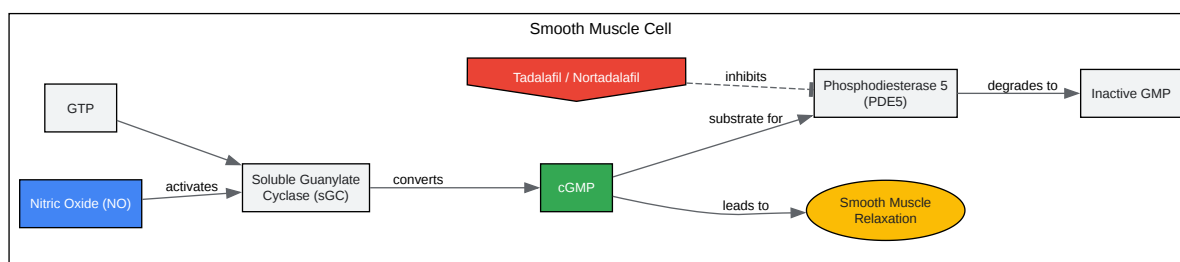 Smooth Muscle Cell
GTP
Nitric Oxide (NO)
activates
Soluble Guanylate
Cyclase (sGC)
converts
cGMP
Tadalafil / Nortadalafil
inhibits
substrate for
leads to
Phosphodiesterase 5
(PDE5)
degrades to
Inactive GMP
Smooth Muscle
Relaxation